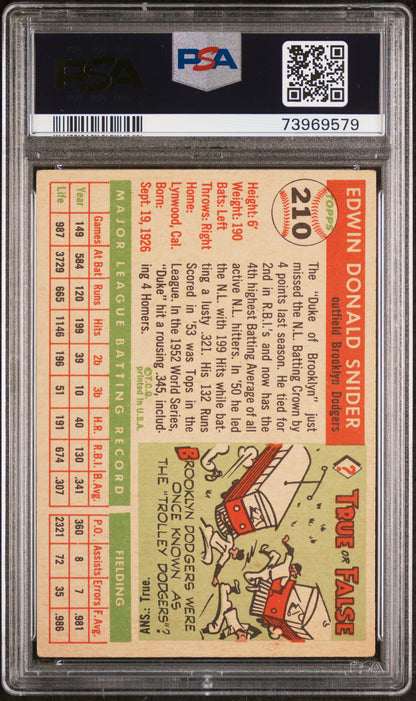 PSA
PSA
73969579
TOPPS
210
EDWIN DONALD SNIDER
outfield Brooklyn Dodgers
Height: 6'
Weight: 190
Bats: Left
Throws: Right
Home:
Lynwood, Cal.
Born:
Sept. 19, 1926
The "Duke of Brooklyn" just
missed the N.L. Batting Crown by
4 points last season. He tied for
2nd in R.B.I.'s and now has the
4th highest Batting Average of all
active N.L. hitters. In '50 he led
the N.L. with 199 Hits while bat-
ting a lusty .321. His 132 Runs
Scored in '53 was Tops in the
League. In the 1952 World Series,
"Duke" hit a rousing .345, includ-
ing 4 Homers.
©T.C.G.
printed in U.S.A.
?
TRUE OR FALSE
BROOKLYN DODGERS WERE
ONCE KNOWN AS
THE "TROLLEY DODGERS"?
ANS.: True
MAJOR LEAGUE BATTING RECORD
FIELDING
Games At Bat Runs Hits 2b 3b H.R. R.B.I. B.Avg. P.O. Assists Errors F.Avg.
Year 149 584 120 199 39 10 40 130 .341 360 8 7 .981
Life 987 3729 665 1146 196 51 191 674 .307 2321 72 35 .986
PSA